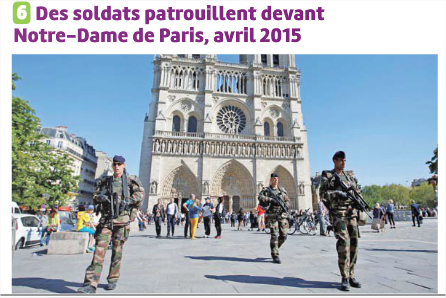 6 Des soldats patrouillent devant
Notre-Dame de Paris, avril 2015